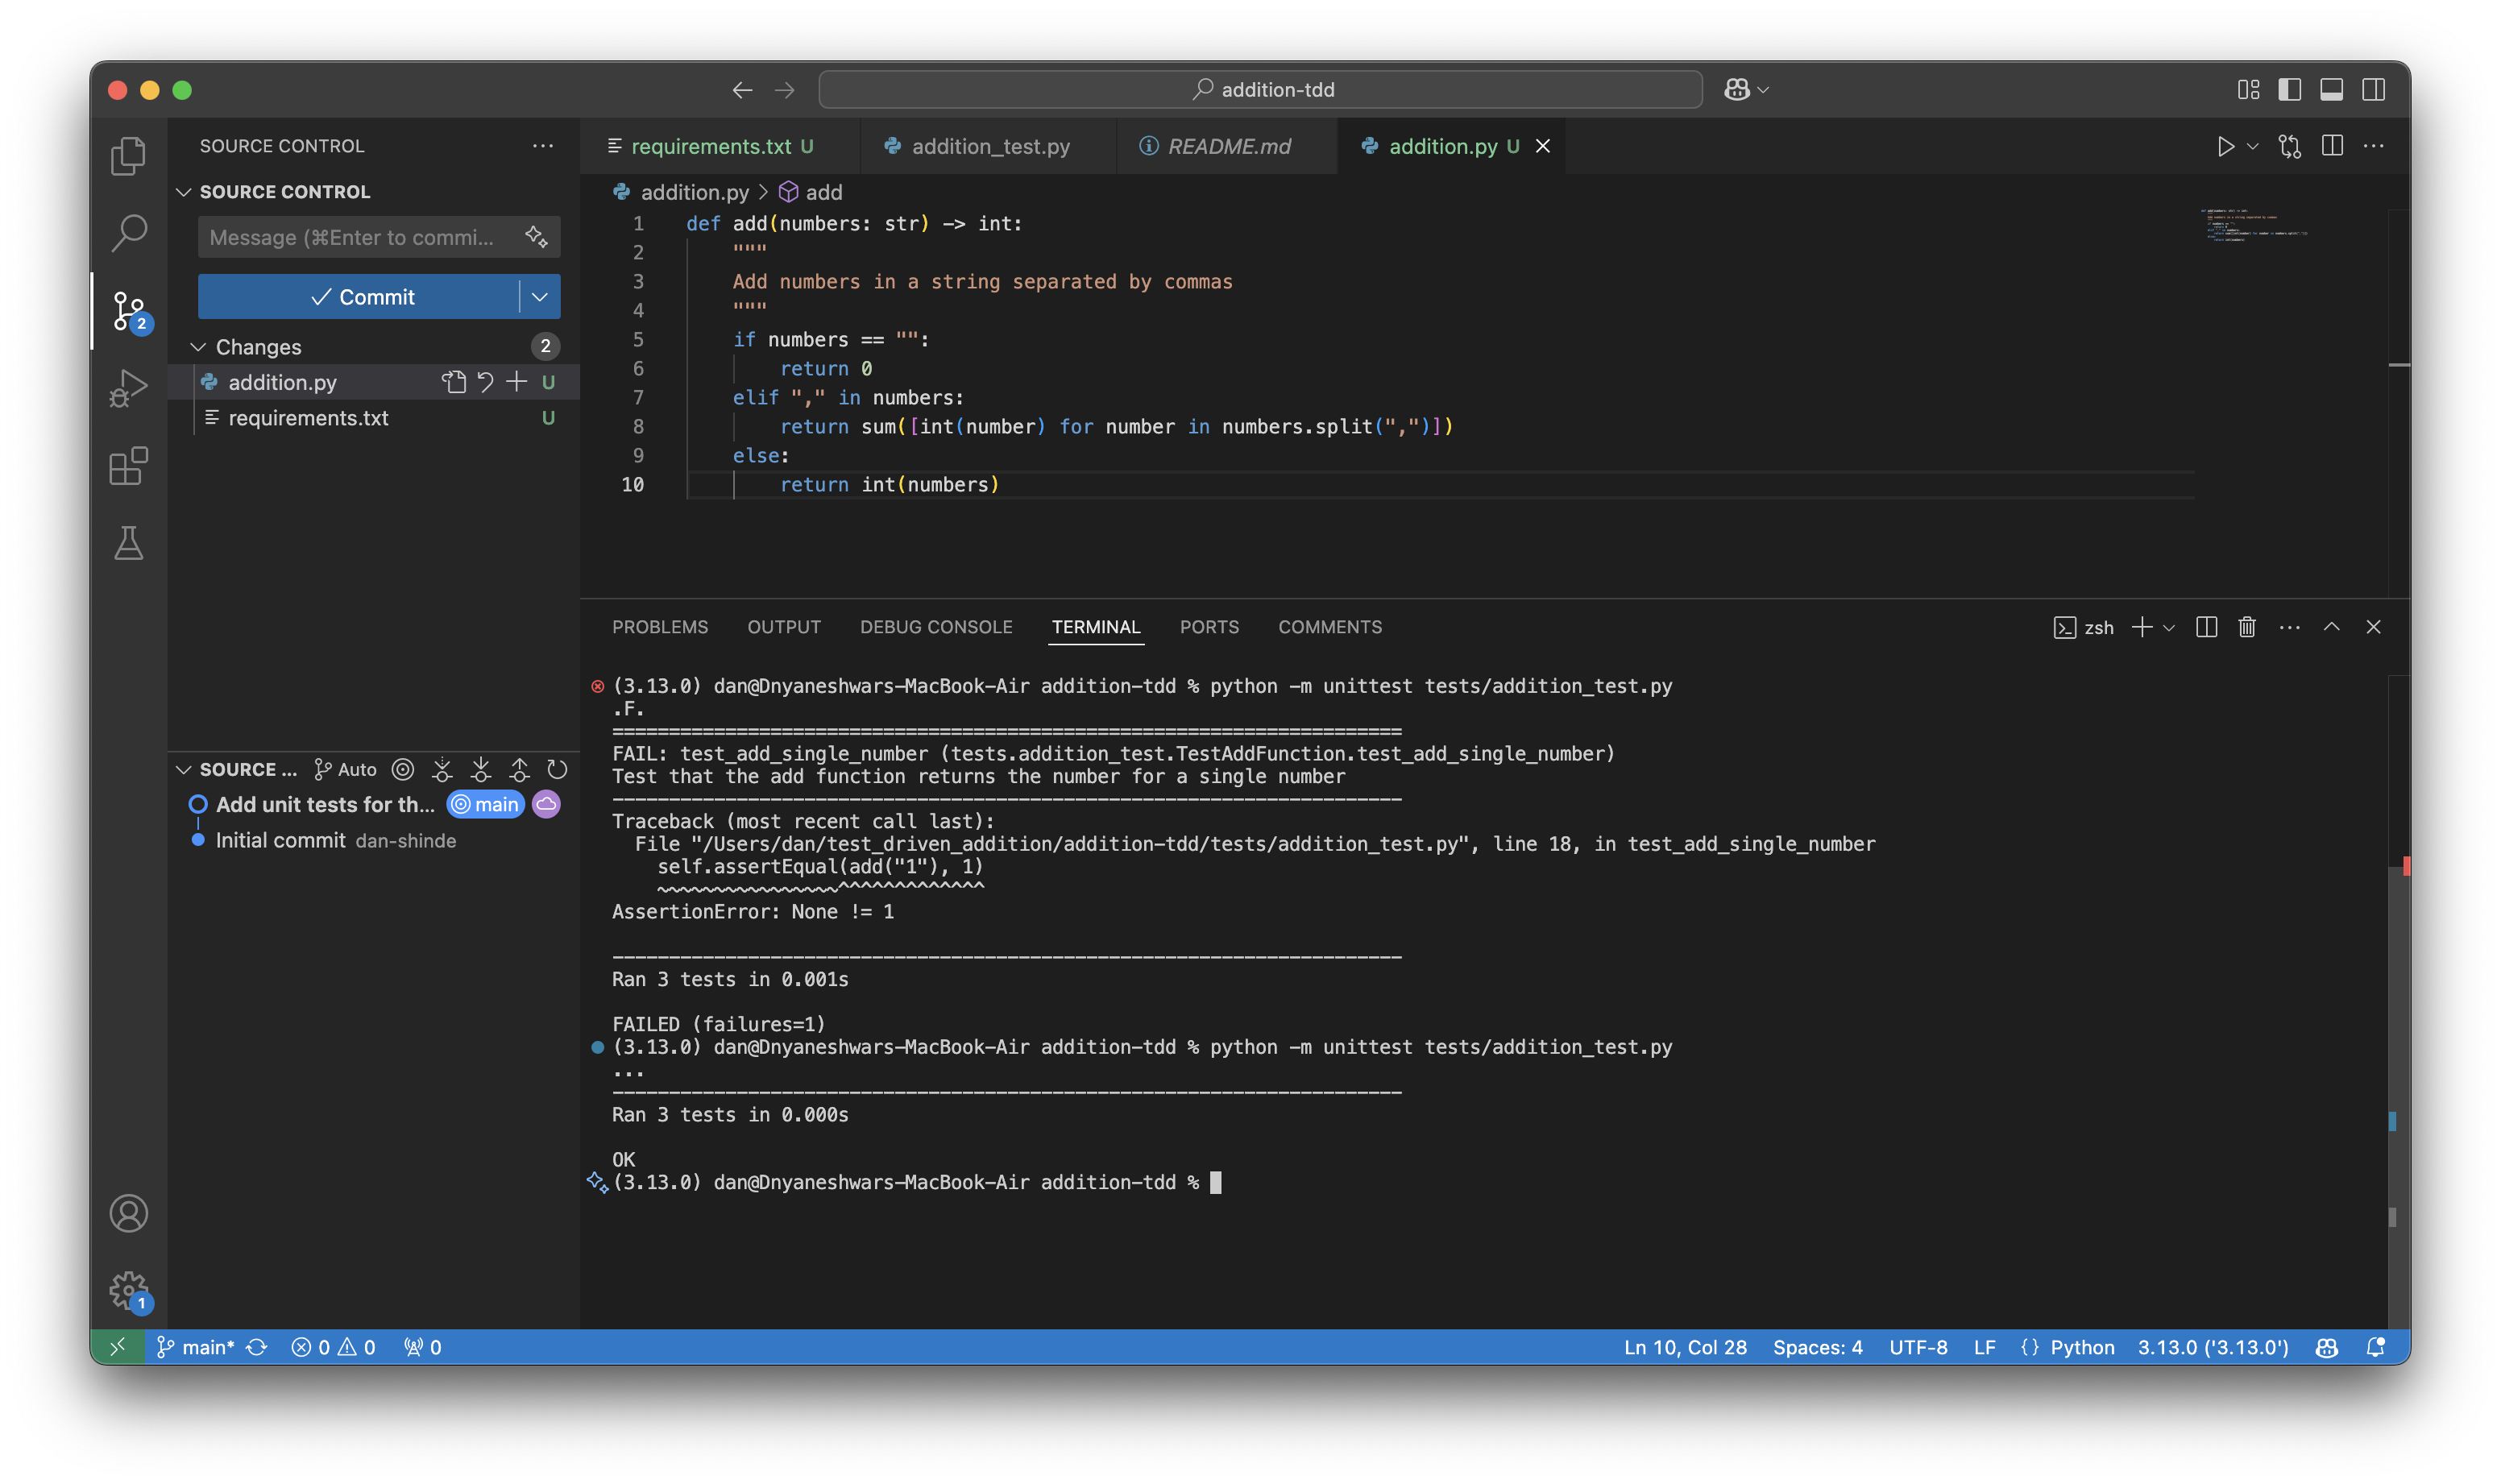 addition-tdd
SOURCE CONTROL
SOURCE CONTROL
Message (⌘Enter to commi...
Commit
Changes 2
addition.py U
requirements.txt U
2
SOURCE ... Auto
Add unit tests for th... main
Initial commit dan-shinde
1
requirements.txt U addition_test.py README.md addition.py U
addition.py > add
1 def add(numbers: str) -> int:
2 """
3 Add numbers in a string separated by commas
4 """
5 if numbers == "":
6 return 0
7 elif "," in numbers:
8 return sum([int(number) for number in numbers.split(",")])
9 else:
10 return int(numbers)
PROBLEMS OUTPUT DEBUG CONSOLE TERMINAL PORTS COMMENTS zsh
(3.13.0) dan@Dnyaneshwars-MacBook-Air addition-tdd % python -m unittest tests/addition_test.py
.F.
======================================================================
FAIL: test_add_single_number (tests.addition_test.TestAddFunction.test_add_single_number)
Test that the add function returns the number for a single number
----------------------------------------------------------------------
Traceback (most recent call last):
File "/Users/dan/test_driven_addition/addition-tdd/tests/addition_test.py", line 18, in test_add_single_number
self.assertEqual(add("1"), 1)
~~~~~~~~~~~~~~~~^^^^^^^^^^^^^
AssertionError: None != 1
----------------------------------------------------------------------
Ran 3 tests in 0.001s
FAILED (failures=1)
(3.13.0) dan@Dnyaneshwars-MacBook-Air addition-tdd % python -m unittest tests/addition_test.py
...
----------------------------------------------------------------------
Ran 3 tests in 0.000s
OK
(3.13.0) dan@Dnyaneshwars-MacBook-Air addition-tdd %
main* 0 0 0 Ln 10, Col 28 Spaces: 4 UTF-8 LF {} Python 3.13.0 ('3.13.0')